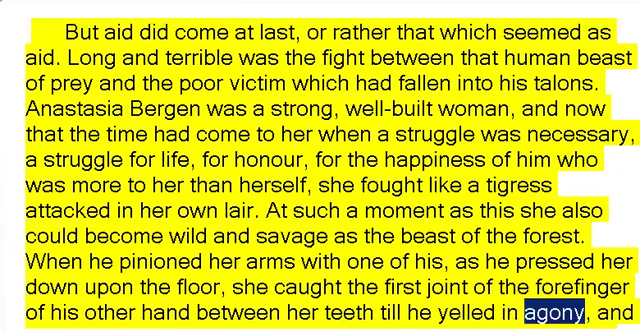 But aid did come at last, or rather that which seemed as
aid. Long and terrible was the fight between that human beast
of prey and the poor victim which had fallen into his talons.
Anastasia Bergen was a strong, well-built woman, and now
that the time had come to her when a struggle was necessary,
a struggle for life, for honour, for the happiness of him who
was more to her than herself, she fought like a tigress
attacked in her own lair. At such a moment as this she also
could become wild and savage as the beast of the forest.
When he pinioned her arms with one of his, as he pressed her
down upon the floor, she caught the first joint of the forefinger
of his other hand between her teeth till he yelled in agony, and